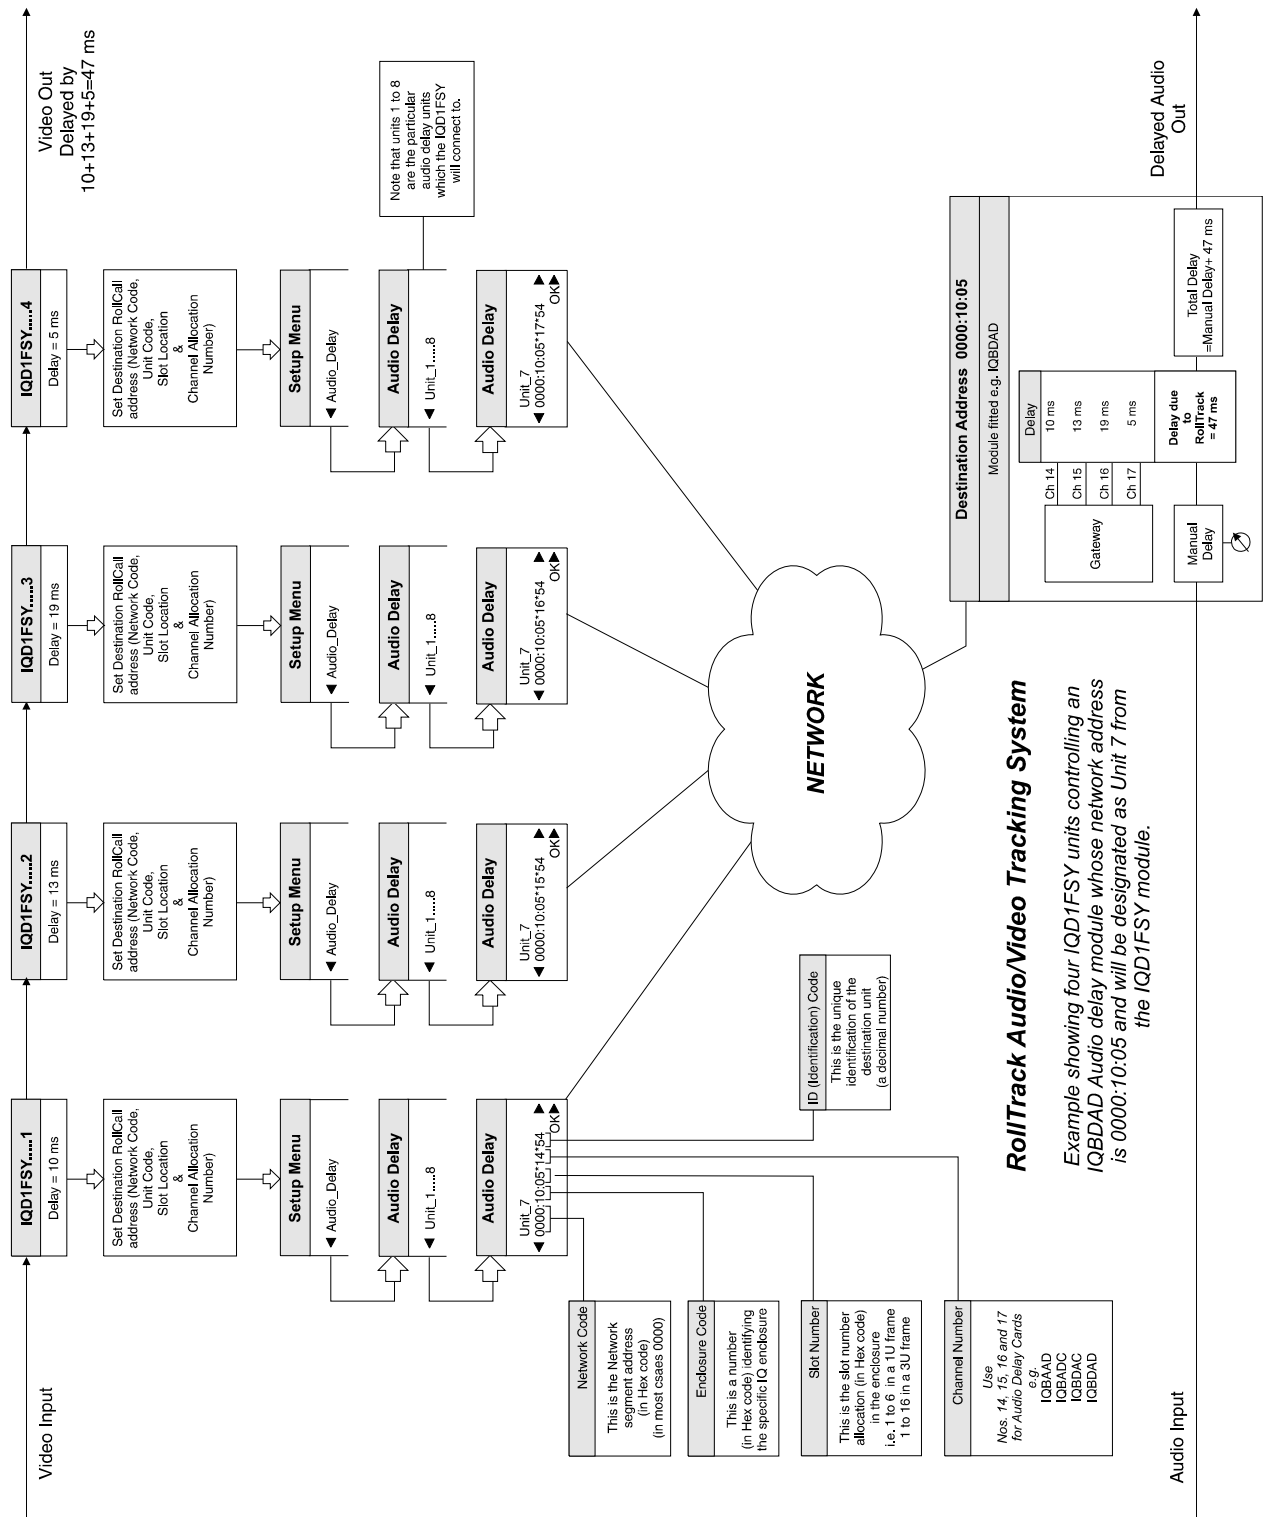 Video Input
IQD1FSY.....1
Delay = 10 ms
Set Destination RollCall
address (Network Code,
Unit Code,
Slot Location
&
Channel Allocation
Number)
Setup Menu
◀ Audio_Delay
Audio Delay
◀ Unit_1.....8
Audio Delay
Unit_7 ▶
◀ 0000:10:05*14*54 OK▶
IQD1FSY.....2
Delay = 13 ms
Set Destination RollCall
address (Network Code,
Unit Code,
Slot Location
&
Channel Allocation
Number)
Setup Menu
◀ Audio_Delay
Audio Delay
◀ Unit_1.....8
Audio Delay
Unit_7 ▶
◀ 0000:10:05*15*54 OK▶
IQD1FSY.....3
Delay = 19 ms
Set Destination RollCall
address (Network Code,
Unit Code,
Slot Location
&
Channel Allocation
Number)
Setup Menu
◀ Audio_Delay
Audio Delay
◀ Unit_1.....8
Audio Delay
Unit_7 ▶
◀ 0000:10:05*16*54 OK▶
IQD1FSY.....4
Delay = 5 ms
Set Destination RollCall
address (Network Code,
Unit Code,
Slot Location
&
Channel Allocation
Number)
Setup Menu
◀ Audio_Delay
Audio Delay
◀ Unit_1.....8
Audio Delay
Unit_7 ▶
◀ 0000:10:05*17*54 OK▶
Video Out
Delayed by
10+13+19+5=47 ms
Note that units 1 to 8
are the particular
audio delay units
which the IQD1FSY
will connect to.
Network Code
This is the Network
segment address
(in Hex code)
(in most csaes 0000)
Enclosure Code
This is a number
(in Hex code) identifying
the specific IQ enclosure
Slot Number
This is the slot number
allocation (in Hex code)
in the enclosure
i.e. 1 to 6 in a 1U frame
1 to 16 in a 3U frame
Channel Number
Use
Nos. 14, 15, 16 and 17
for Audio Delay Cards
e.g.
IQBAAD
IQBADC
IQBDAC
IQBDAD
ID (Identification) Code
This is the unique
identification of the
destination unit
(a decimal number)
NETWORK
RollTrack Audio/Video Tracking System
Example showing four IQD1FSY units controlling an
IQBDAD Audio delay module whose network address
is 0000:10:05 and will be designated as Unit 7 from
the IQD1FSY module.
Destination Address 0000:10:05
Module fitted e.g. IQBDAD
Gateway
Ch 14
Ch 15
Ch 16
Ch 17
Delay
10 ms
13 ms
19 ms
5 ms
Manual
Delay
Delay due
to
RollTrack
= 47 ms
Total Delay
=Manual Delay+ 47 ms
Audio Input
Delayed Audio
Out